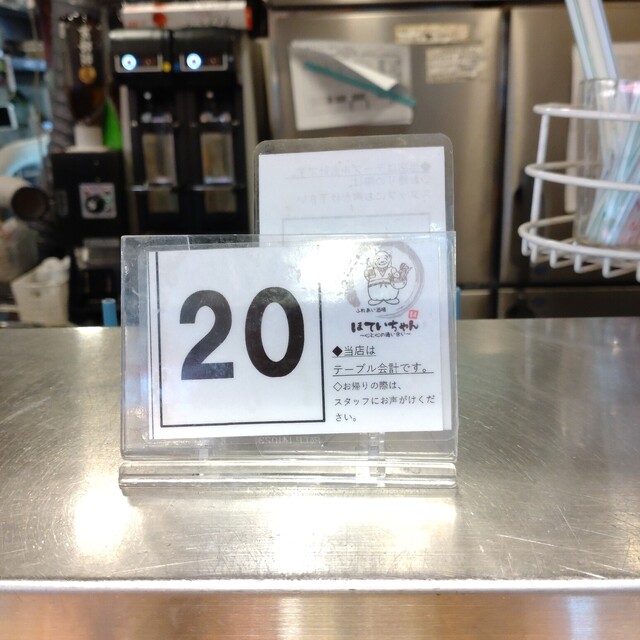 20
ふれあい酒場
ほていちゃん
◆当店は
テーブル会計です。
◇お帰りの際は、
スタッフにお声がけくだ
さい。